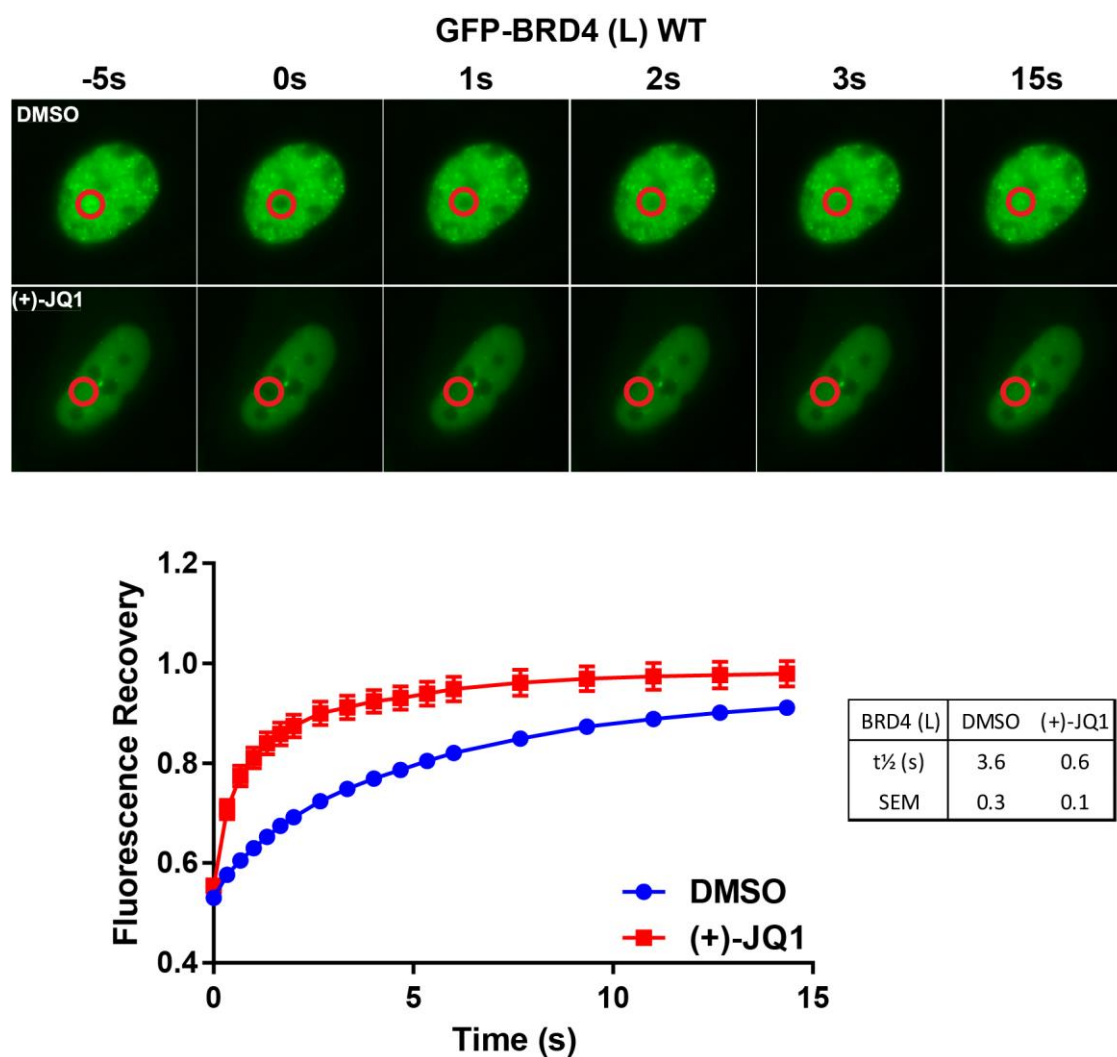 GFP-BRD4 (L) WT
-5s 0s 1s 2s 3s 15s
DMSO
(+)-JQ1
1.2
1.0
0.8
0.6
0.4
Fluorescence Recovery
0 5 10 15
Time (s)
DMSO
(+)-JQ1
BRD4 (L) DMSO (+)-JQ1
t½ (s) 3.6 0.6
SEM 0.3 0.1